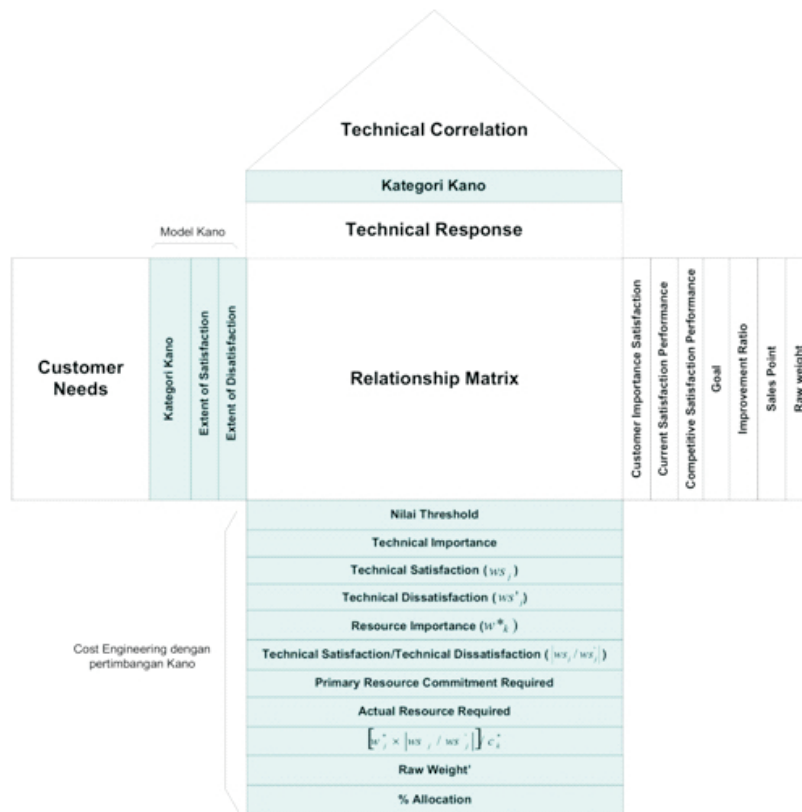 Technical Correlation
Kategori Kano
Model Kano
Technical Response
Customer
Needs
Kategori Kano
Extent of Satisfaction
Extent of Disatisfaction
Relationship Matrix
Customer Importance Satisfaction
Current Satisfaction Performance
Competitive Satisfaction Performance
Goal
Improvement Ratio
Sales Point
Raw weight
Nilai Threshold
Technical Importance
Technical Satisfaction (ws_j)
Technical Dissatisfaction (ws'_j)
Resource Importance (w*_k)
Cost Engineering dengan
pertimbangan Kano
Technical Satisfaction/Technical Dissatisfaction (|ws_j / ws'_j|)
Primary Resource Commitment Required
Actual Resource Required
Raw Weight'
% Allocation